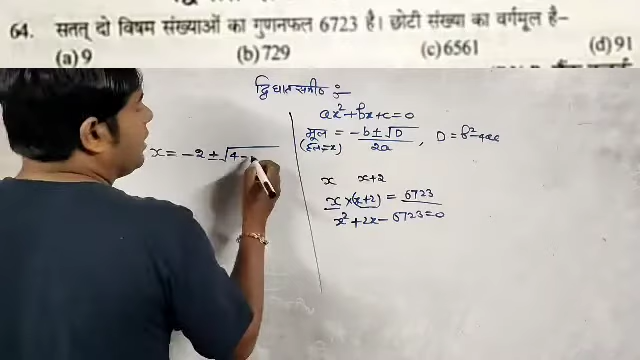 64. सतत् दो विषम संख्याओं का गुणनफल 6723 है। छोटी संख्या का वर्गमूल है–
(a) 9 (b) 729 (c) 6561 (d) 91
द्विघात समी० :-
ax² + bx + c = 0
मूल = -b ± √D / 2a , D = b² - 4ac
x x+2
x × (x+2) = 6723
x² + 2x - 6723 = 0
x = -2 ± √4 -